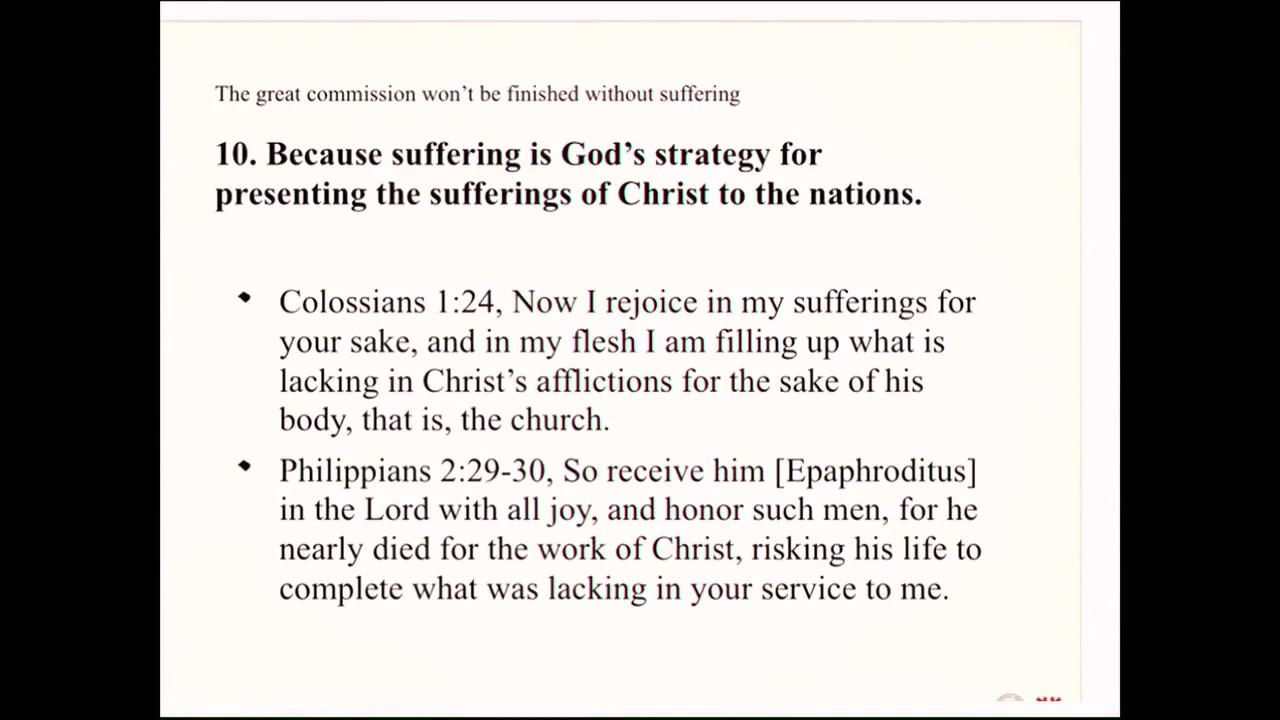 The great commission won’t be finished without suffering
10. Because suffering is God’s strategy for
presenting the sufferings of Christ to the nations.
Colossians 1:24, Now I rejoice in my sufferings for
your sake, and in my flesh I am filling up what is
lacking in Christ’s afflictions for the sake of his
body, that is, the church.
Philippians 2:29-30, So receive him [Epaphroditus]
in the Lord with all joy, and honor such men, for he
nearly died for the work of Christ, risking his life to
complete what was lacking in your service to me.